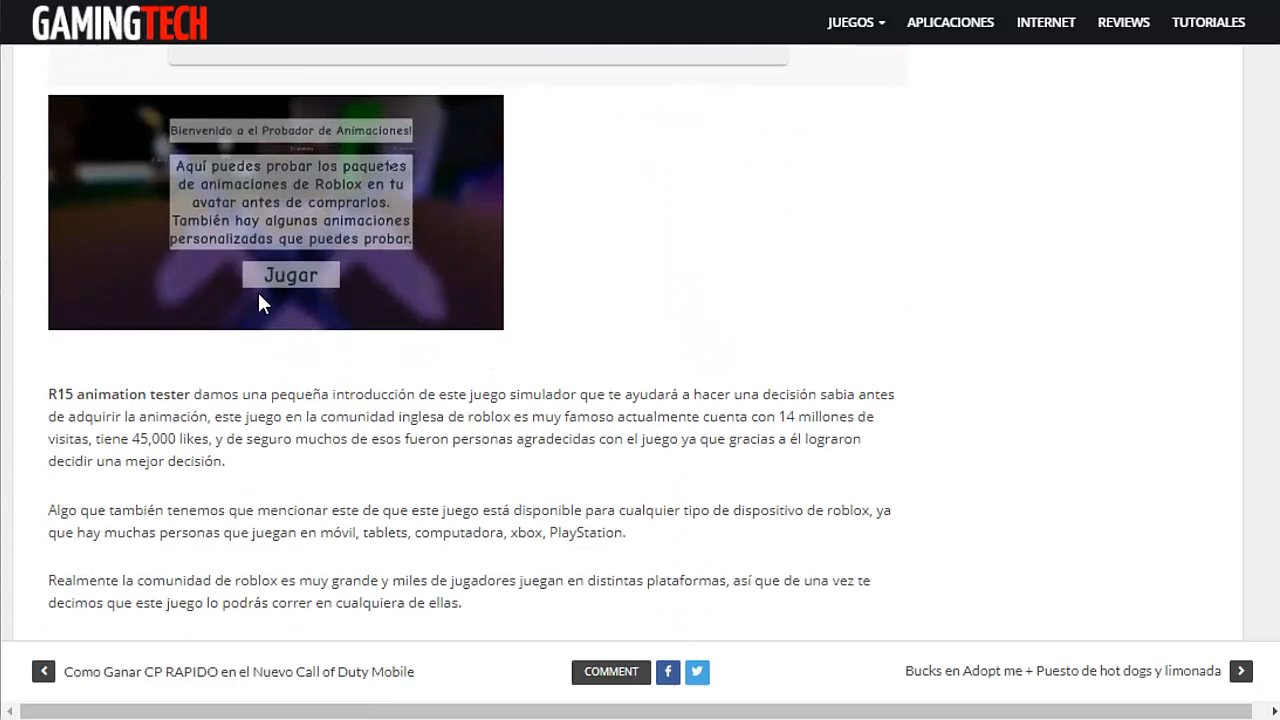 GAMINGTECH
JUEGOS
APLICACIONES
INTERNET
REVIEWS
TUTORIALES
Bienvenido a el Probador de Animaciones!
Aquí puedes probar los paquetes
de animaciones de Roblox en tu
avatar antes de comprarlos.
También hay algunas animaciones
personalizadas que puedes probar.
Jugar
R15 animation tester damos una pequeña introducción de este juego simulador que te ayudará a hacer una decisión sabia antes
de adquirir la animación, este juego en la comunidad inglesa de roblox es muy famoso actualmente cuenta con 14 millones de
visitas, tiene 45,000 likes, y de seguro muchos de esos fueron personas agradecidas con el juego ya que gracias a él lograron
decidir una mejor decisión.
Algo que también tenemos que mencionar este de que este juego está disponible para cualquier tipo de dispositivo de roblox, ya
que hay muchas personas que juegan en móvil, tablets, computadora, xbox, PlayStation.
Realmente la comunidad de roblox es muy grande y miles de jugadores juegan en distintas plataformas, así que de una vez te
decimos que este juego lo podrás correr en cualquiera de ellas.
Como Ganar CP RAPIDO en el Nuevo Call of Duty Mobile
COMMENT
Bucks en Adopt me + Puesto de hot dogs y limonada